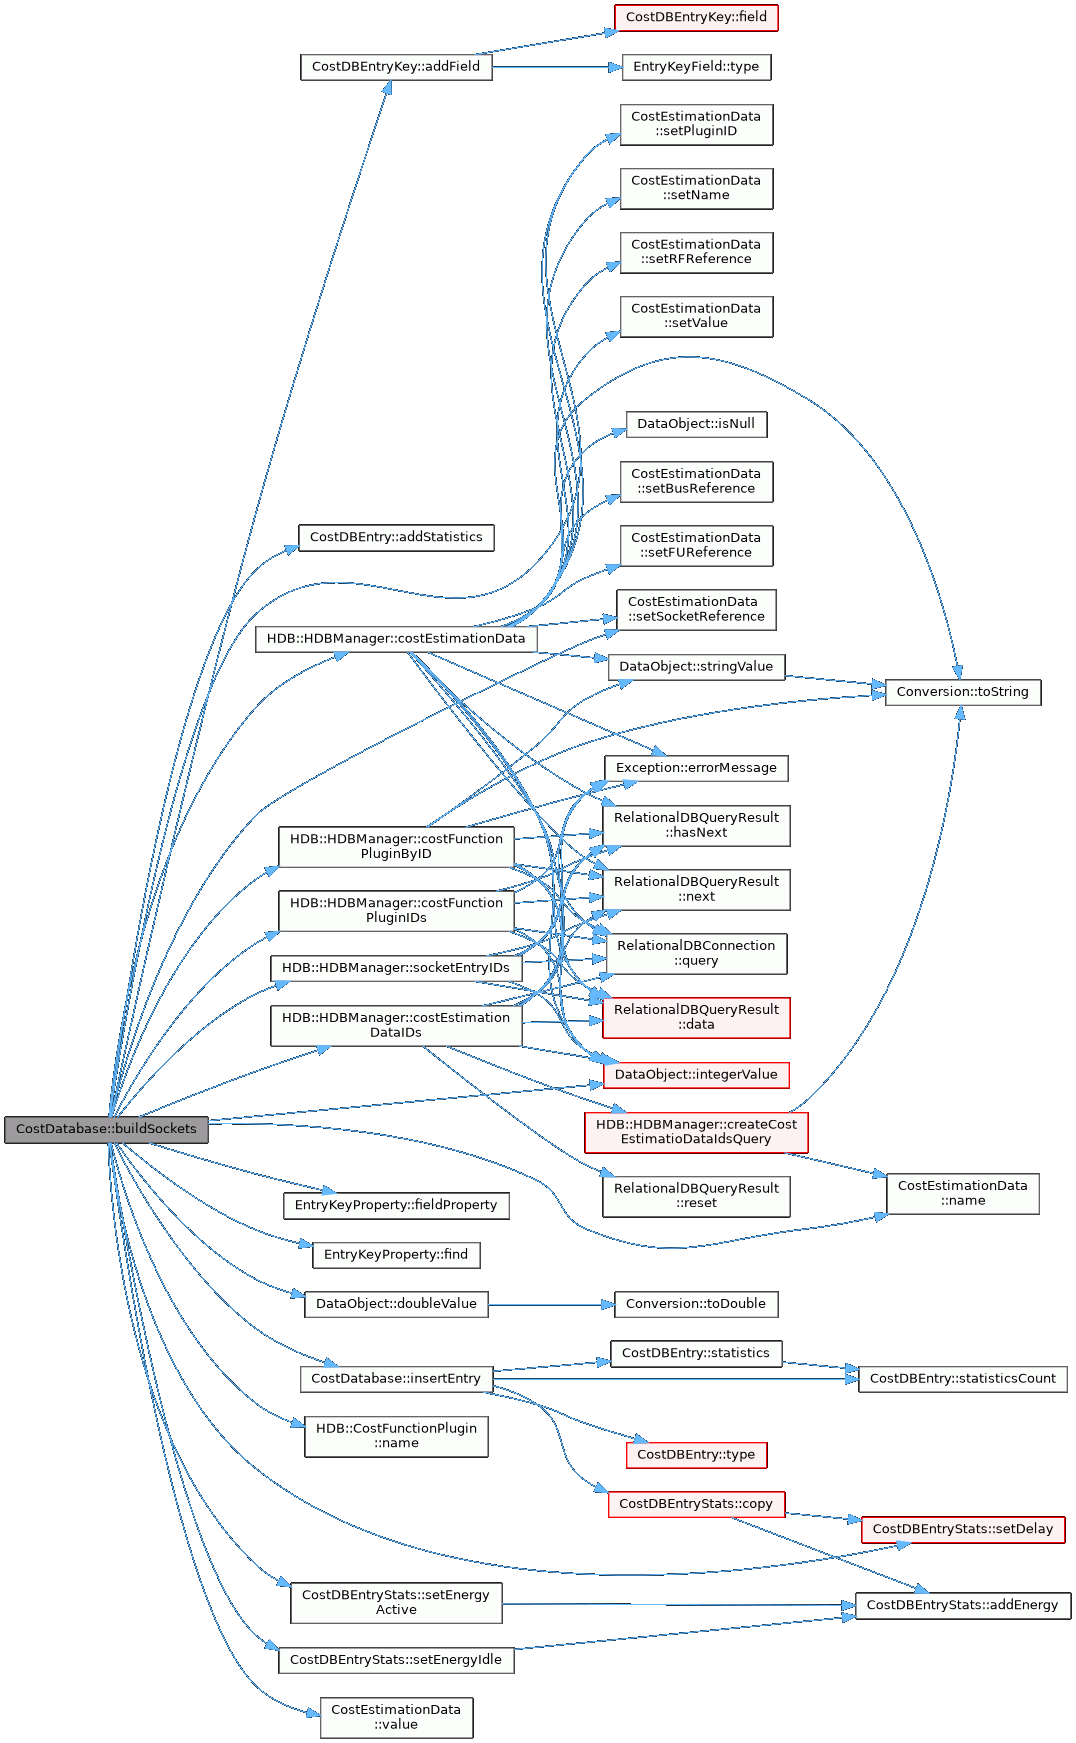 CostDBEntryKey::field
CostDBEntryKey::addField
EntryKeyField::type
CostEstimationData
::setPluginID
CostEstimationData
::setName
CostEstimationData
::setRFReference
CostEstimationData
::setValue
DataObject::isNull
CostEstimationData
::setBusReference
CostDBEntry::addStatistics
CostEstimationData
::setFUReference
CostEstimationData
::setSocketReference
HDB::HDBManager::costEstimationData
DataObject::stringValue
Conversion::toString
Exception::errorMessage
RelationalDBQueryResult
::hasNext
HDB::HDBManager::costFunction
PluginByID
RelationalDBQueryResult
::next
HDB::HDBManager::costFunction
PluginIDs
RelationalDBConnection
::query
HDB::HDBManager::socketEntryIDs
RelationalDBQueryResult
::data
HDB::HDBManager::costEstimation
DataIDs
DataObject::integerValue
CostDatabase::buildSockets
HDB::HDBManager::createCost
EstimatioDataIdsQuery
RelationalDBQueryResult
::reset
CostEstimationData
::name
EntryKeyProperty::fieldProperty
EntryKeyProperty::find
DataObject::doubleValue
Conversion::toDouble
CostDBEntry::statistics
CostDatabase::insertEntry
CostDBEntry::statisticsCount
HDB::CostFunctionPlugin
::name
CostDBEntry::type
CostDBEntryStats::copy
CostDBEntryStats::setDelay
CostDBEntryStats::setEnergy
Active
CostDBEntryStats::addEnergy
CostDBEntryStats::setEnergyIdle
CostEstimationData
::value